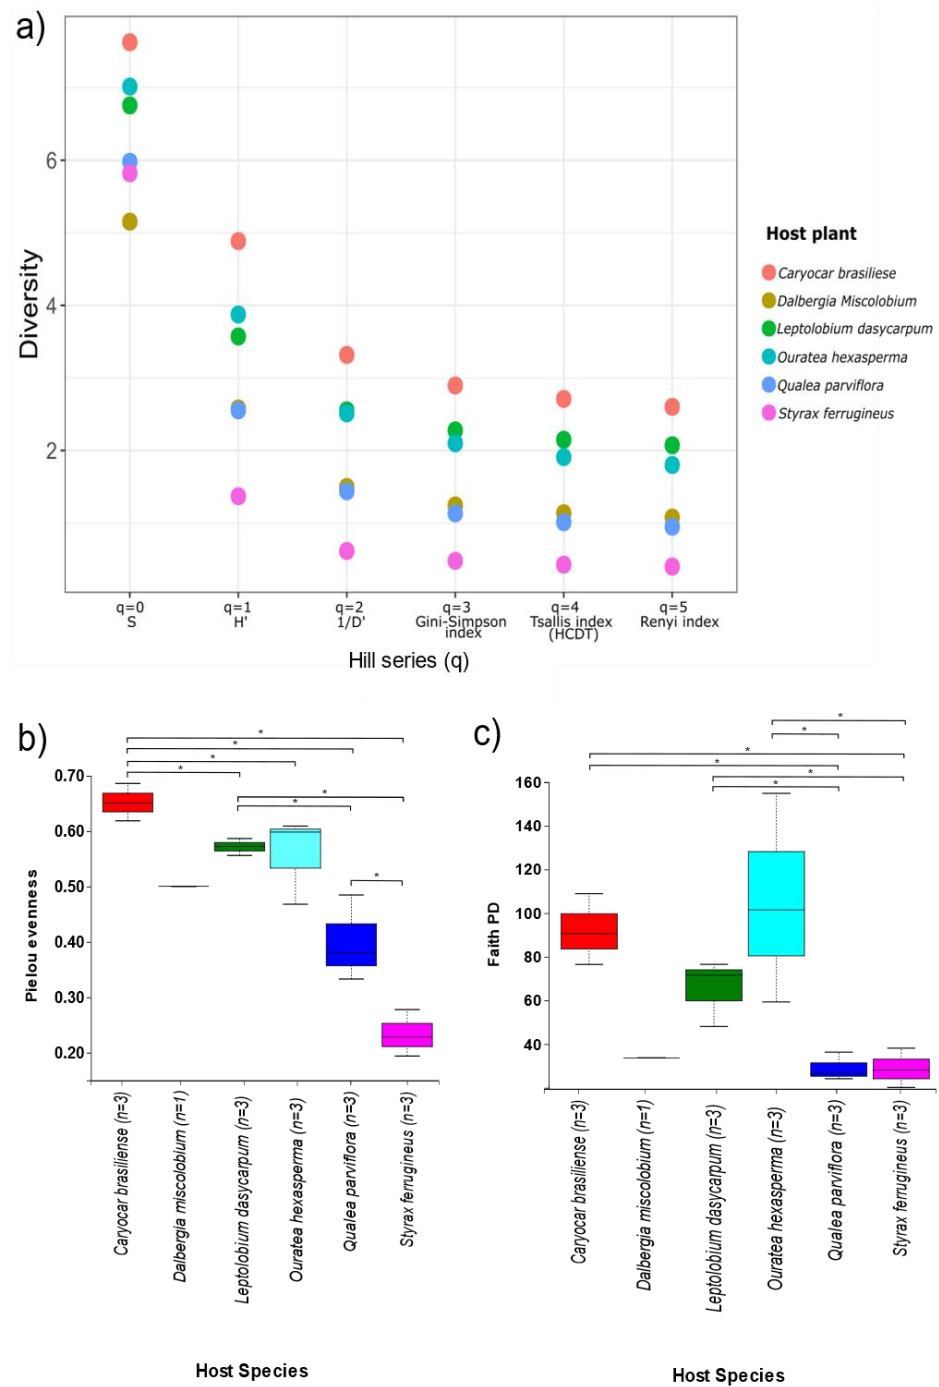 a)
Diversity
6
4
2
q=0
S
q=1
H'
q=2
1/D'
q=3
Gini-Simpson
index
q=4
Tsallis index
(HCDT)
q=5
Renyi index
Hill series (q)
Host plant
Caryocar brasiliese
Dalbergia Miscolobium
Leptolobium dasycarpum
Ouratea hexasperma
Qualea parviflora
Styrax ferrugineus
b)
*
*
*
*
*
*
*
Pielou evenness
0.70
0.60
0.50
0.40
0.30
0.20
Caryocar brasiliense (n=3)
Dalbergia miscolobium (n=1)
Leptolobium dasycarpum (n=3)
Ouratea hexasperma (n=3)
Qualea parviflora (n=3)
Styrax ferrugineus (n=3)
Host Species
c)
*
*
*
*
*
*
Faith PD
160
140
120
100
80
60
40
Caryocar brasiliense (n=3)
Dalbergia miscolobium (n=1)
Leptolobium dasycarpum (n=3)
Ouratea hexasperma (n=3)
Qualea parviflora (n=3)
Styrax ferrugineus (n=3)
Host Species